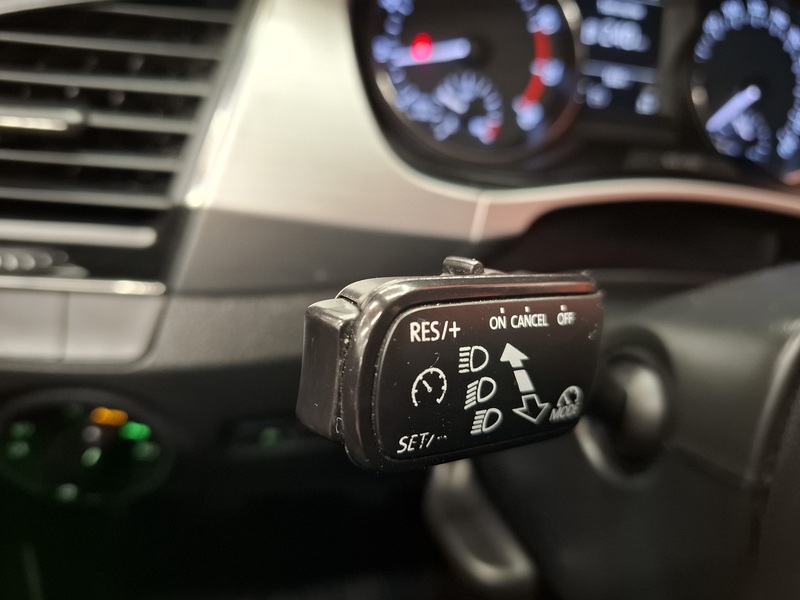 RES/+
ON CANCEL OFF
MODE
SET/-